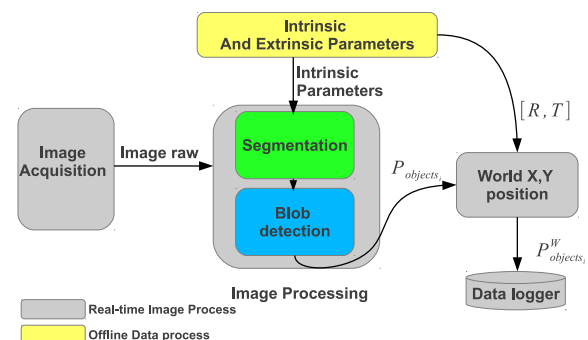 Intrinsic
And Extrinsic Parameters
Intrinsic
Parameters
[R, T]
Image
Acquisition
Image raw
Segmentation
Blob
detection
P_objects_i
World X,Y
position
P^W_objects_i
Image Processing
Data logger
Real-time Image Process
Offline Data process